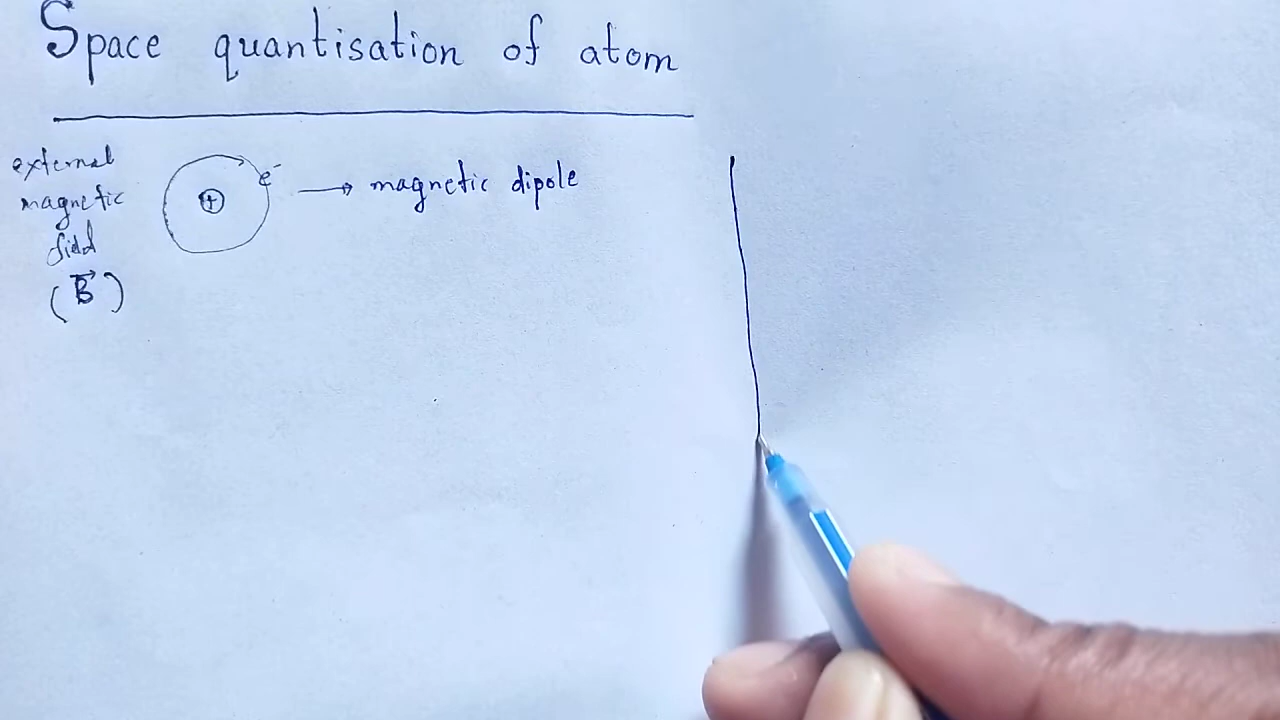 Space quantisation of atom
external
magnetic
field
(B⃗)
+
e⁻ → magnetic dipole